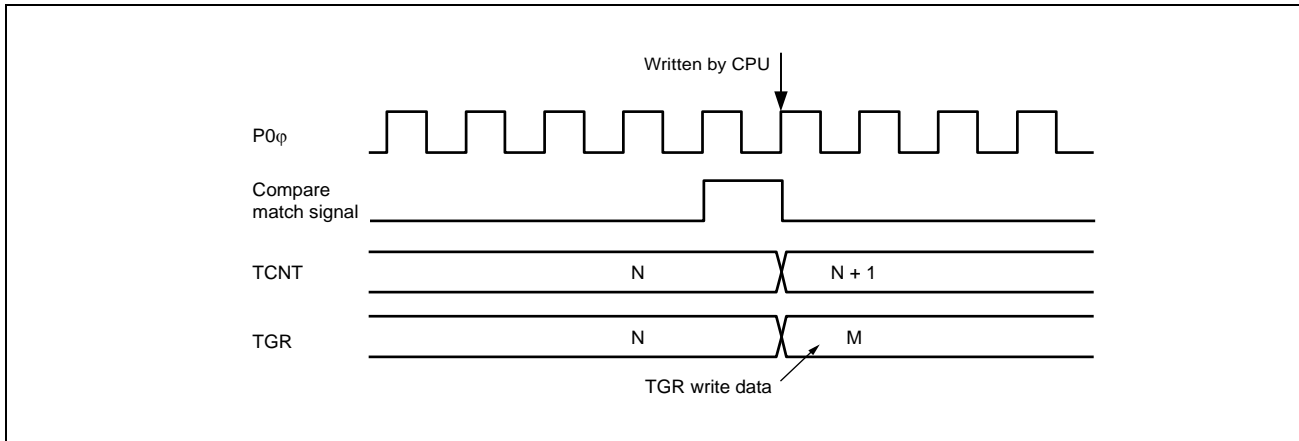 Written by CPU
P0φ
Compare
match signal
TCNT
N
N + 1
TGR
N
M
TGR write data